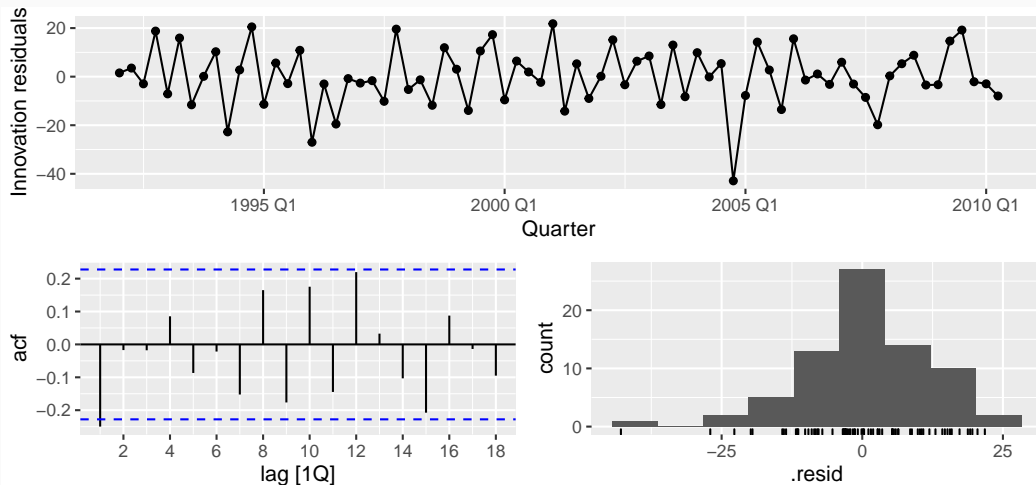 Innovation residuals
20
0
−20
−40
1995 Q1
2000 Q1
2005 Q1
2010 Q1
Quarter
acf
0.2
0.1
0.0
−0.1
−0.2
2
4
6
8
10
12
14
16
18
lag [1Q]
count
20
10
0
−25
0
25
.resid